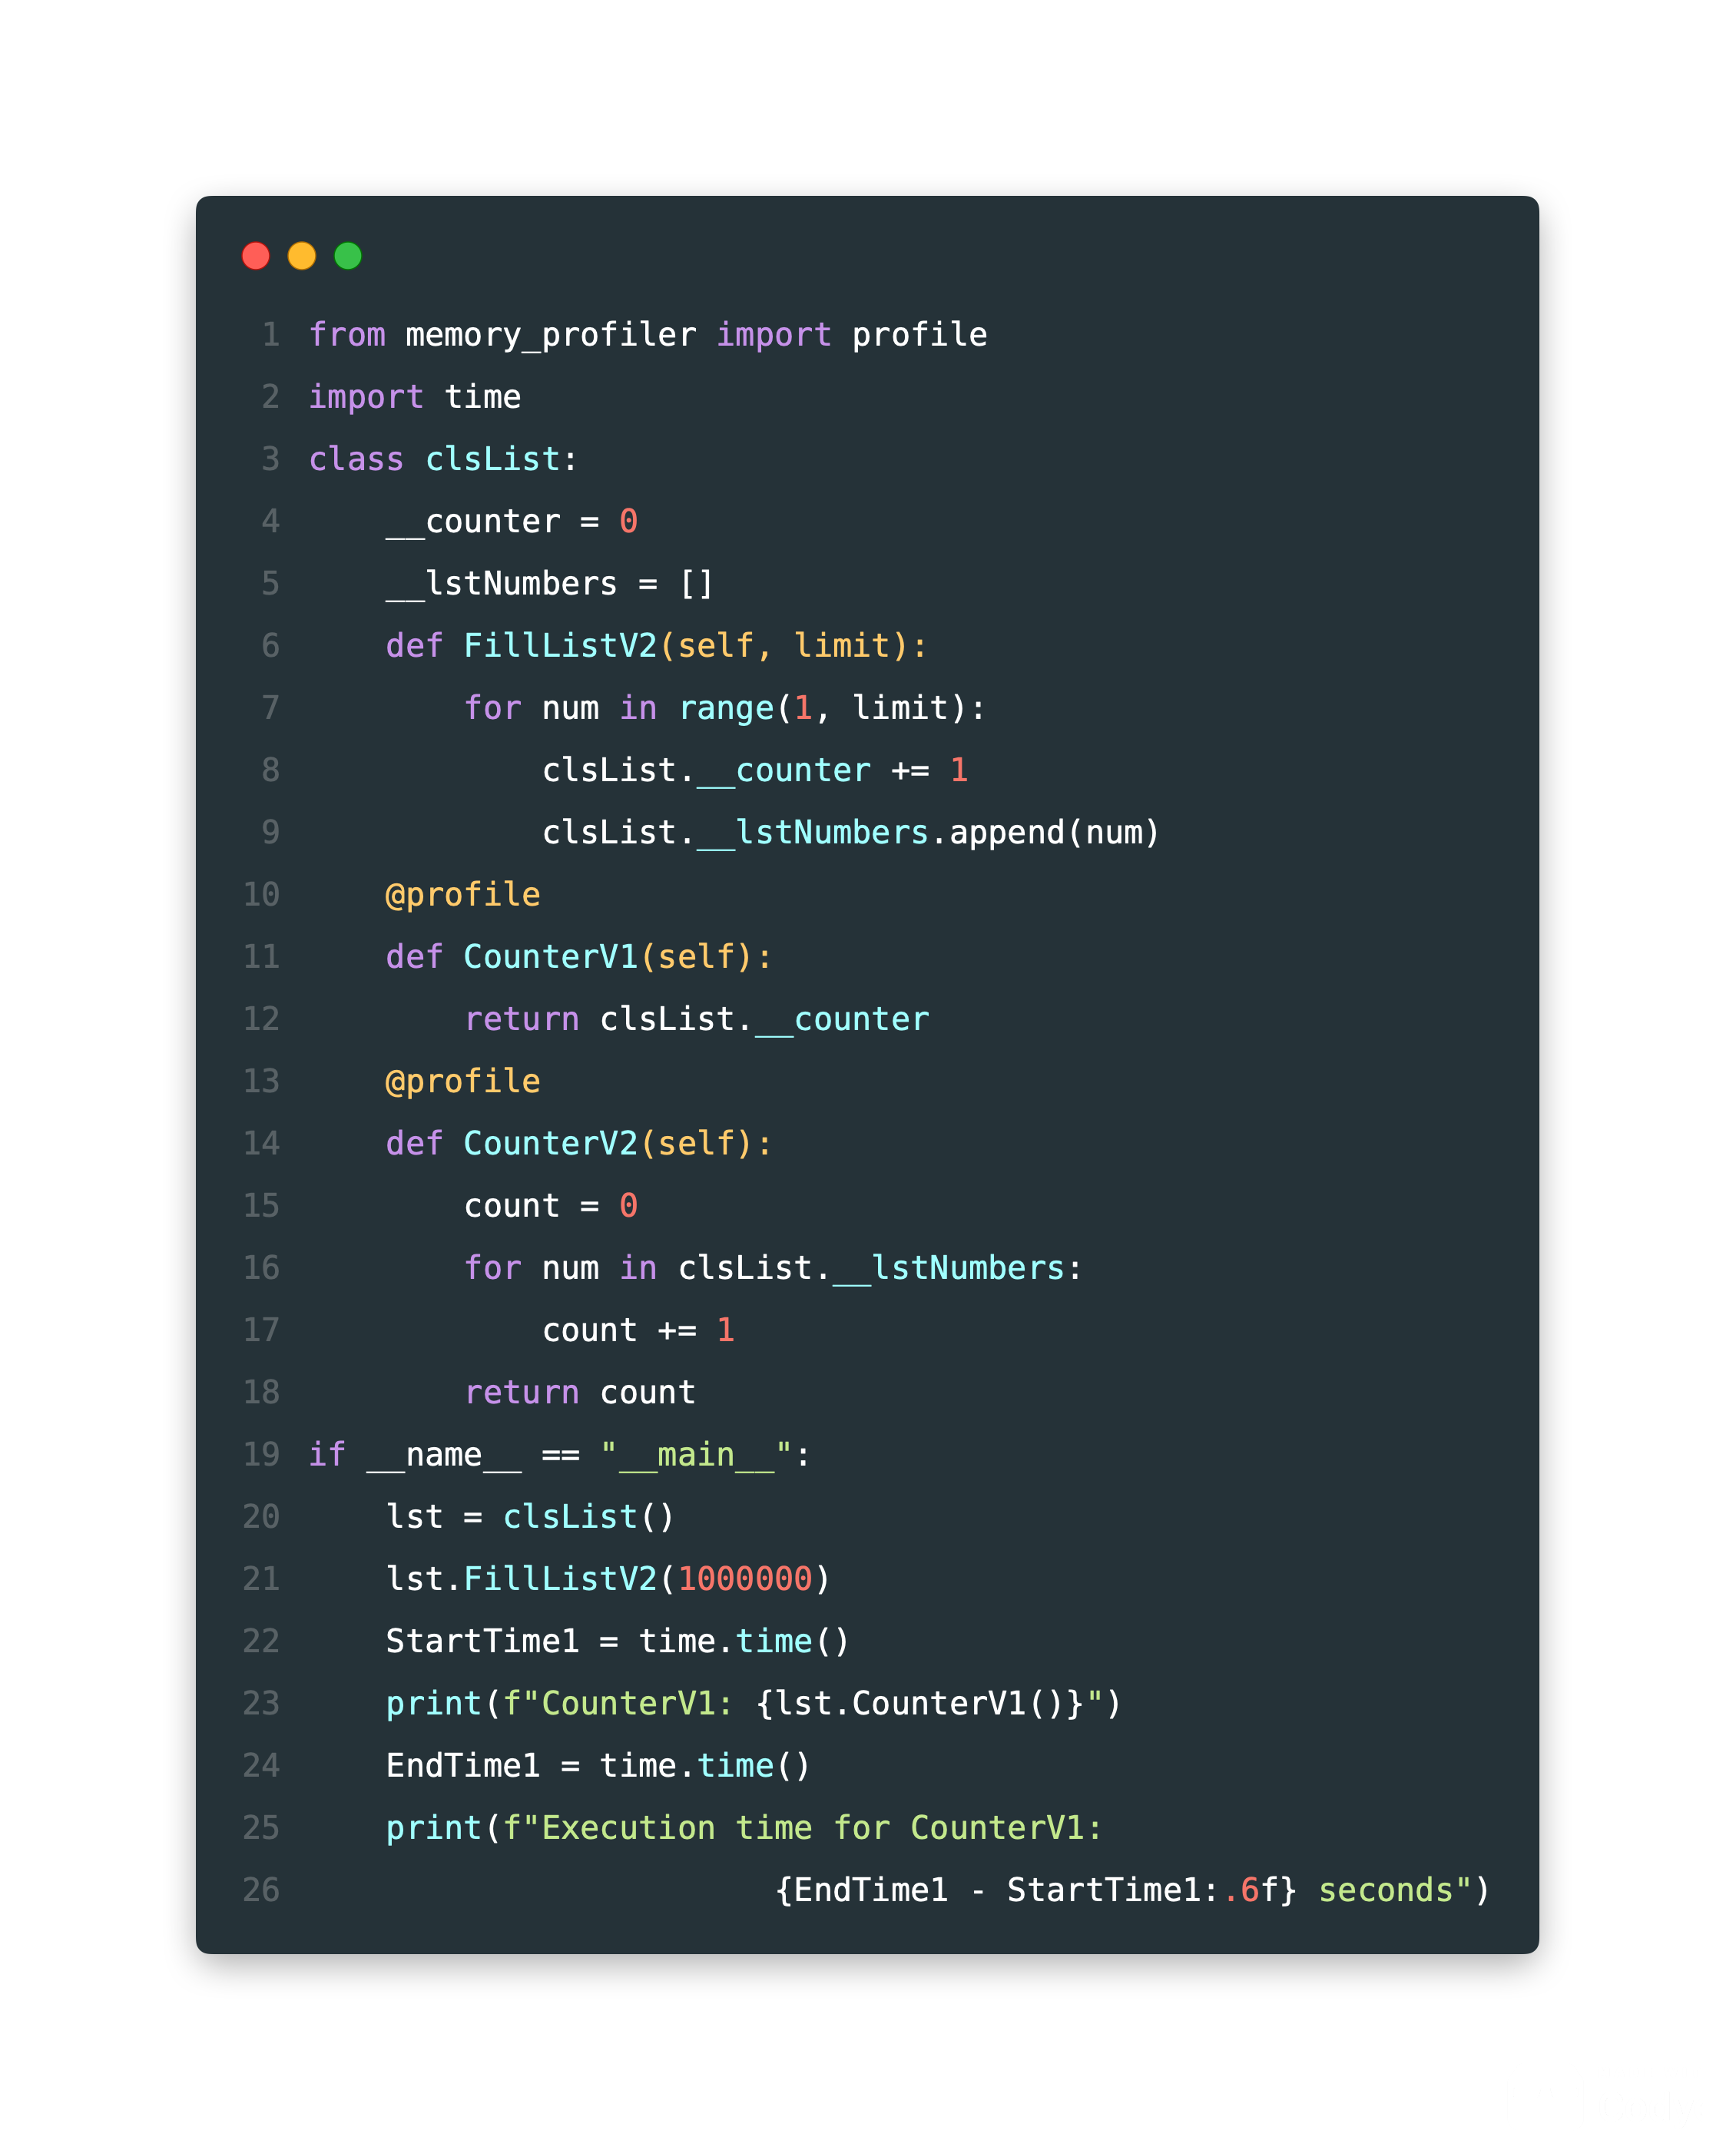 1 from memory_profiler import profile
2 import time
3 class clsList:
4     __counter = 0
5     __lstNumbers = []
6     def FillListV2(self, limit):
7         for num in range(1, limit):
8             clsList.__counter += 1
9             clsList.__lstNumbers.append(num)
10     @profile
11     def CounterV1(self):
12         return clsList.__counter
13     @profile
14     def CounterV2(self):
15         count = 0
16         for num in clsList.__lstNumbers:
17             count += 1
18         return count
19 if __name__ == "__main__":
20     lst = clsList()
21     lst.FillListV2(1000000)
22     StartTime1 = time.time()
23     print(f"CounterV1: {lst.CounterV1()}")
24     EndTime1 = time.time()
25     print(f"Execution time for CounterV1:
26                         {EndTime1 - StartTime1:.6f} seconds")